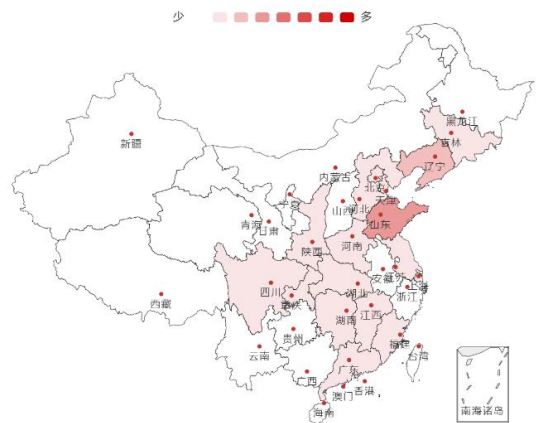 少 多
黑龙江
新疆
吉林
辽宁
内蒙古
北京
天津
宁夏
山西
河北
青海
甘肃
山东
陕西
河南
安徽
江苏
上海
四川
重庆
湖北
浙江
西藏
湖南
江西
贵州
福建
云南
台湾
广西
广东
澳门
香港
海南
南海诸岛